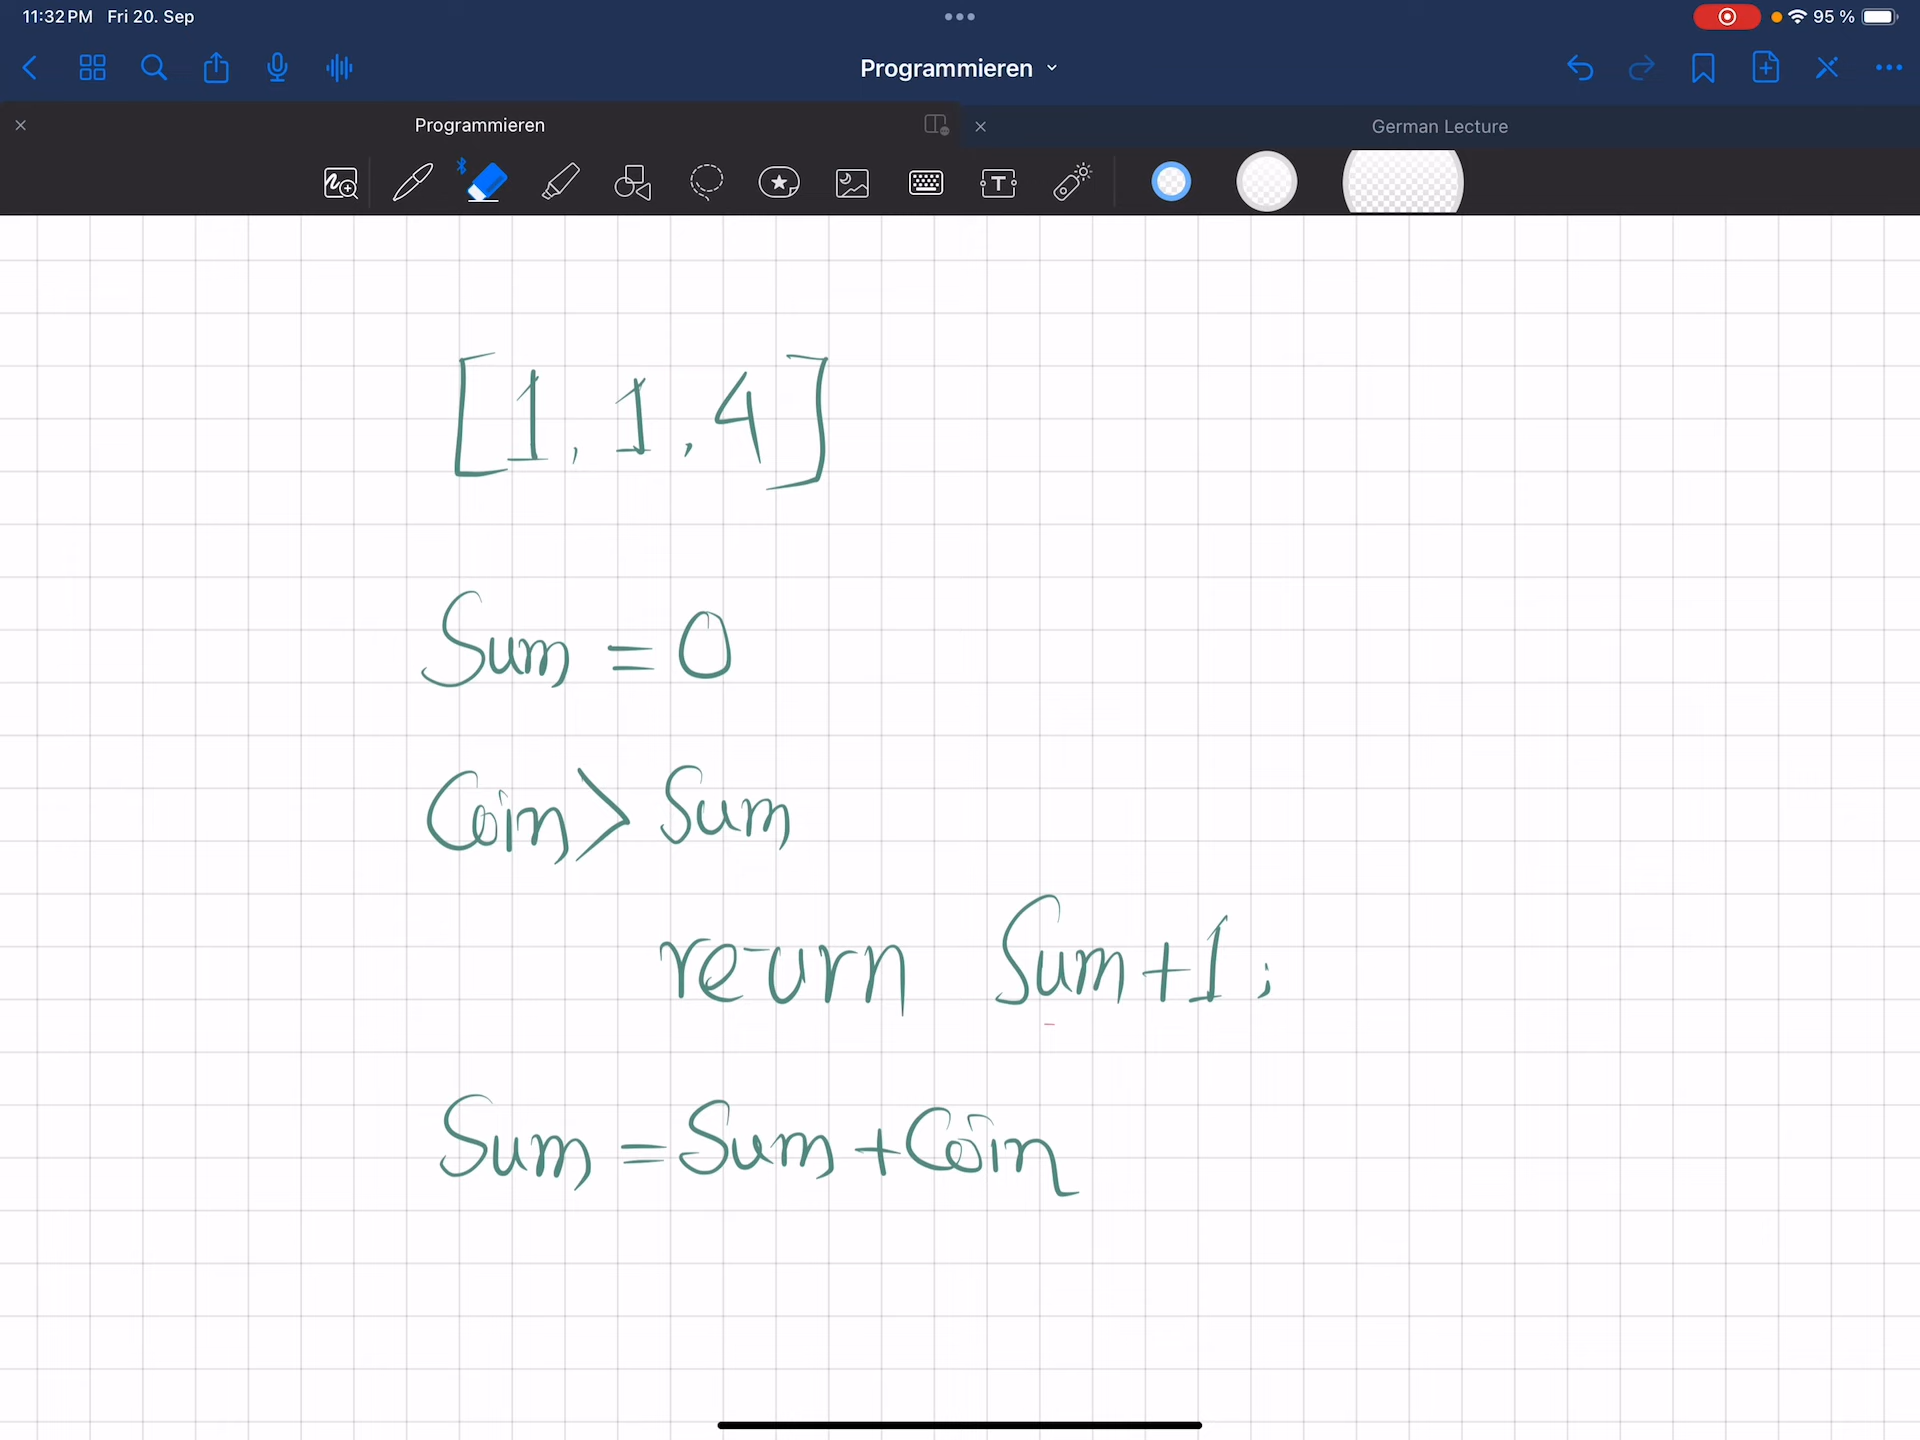 11:32 PM Fri 20. Sep
95 %
Programmieren
Programmieren
German Lecture
T
[1, 1, 4]
Sum = 0
Coin > Sum
return Sum+1;
Sum = Sum + Coin